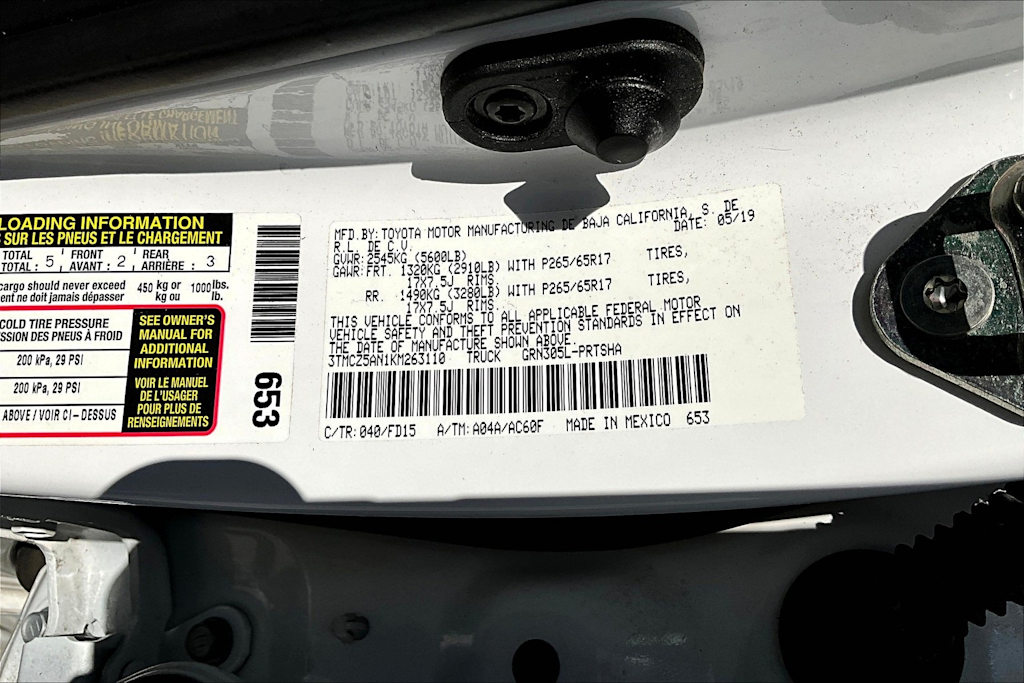 LOADING INFORMATION
SUR LES PNEUS ET LE CHARGEMENT
TOTAL FRONT REAR
TOTAL : 5 AVANT : 2 ARRIÈRE : 3
cargo should never exceed 450 kg or 1000 lbs.
ent ne doit jamais dépasser kg ou lb.
COLD TIRE PRESSURE
SSION DES PNEUS À FROID
200 kPa, 29 PSI
200 kPa, 29 PSI
ABOVE / VOIR CI-DESSUS
SEE OWNER'S
MANUAL FOR
ADDITIONAL
INFORMATION
VOIR LE MANUEL
DE L'USAGER
POUR PLUS DE
RENSEIGNEMENTS
653
MFD.BY: TOYOTA MOTOR MANUFACTURING DE BAJA CALIFORNIA, S. DE
R.L. DE C.V. DATE: 05/19
GVWR: 2545KG (5600LB)
GAWR: FRT. 1320KG (2910LB) WITH P265/65R17 TIRES,
17X7.5J RIMS
RR. 1490KG (3280LB) WITH P265/65R17 TIRES,
17X7.5J RIMS
THIS VEHICLE CONFORMS TO ALL APPLICABLE FEDERAL MOTOR
VEHICLE SAFETY AND THEFT PREVENTION STANDARDS IN EFFECT ON
THE DATE OF MANUFACTURE SHOWN ABOVE.
3TMCZ5AN1KM263110 TRUCK GRN305L-PRTSHA
C/TR: 040/FD15 A/TM: A04A/AC60F MADE IN MEXICO 653